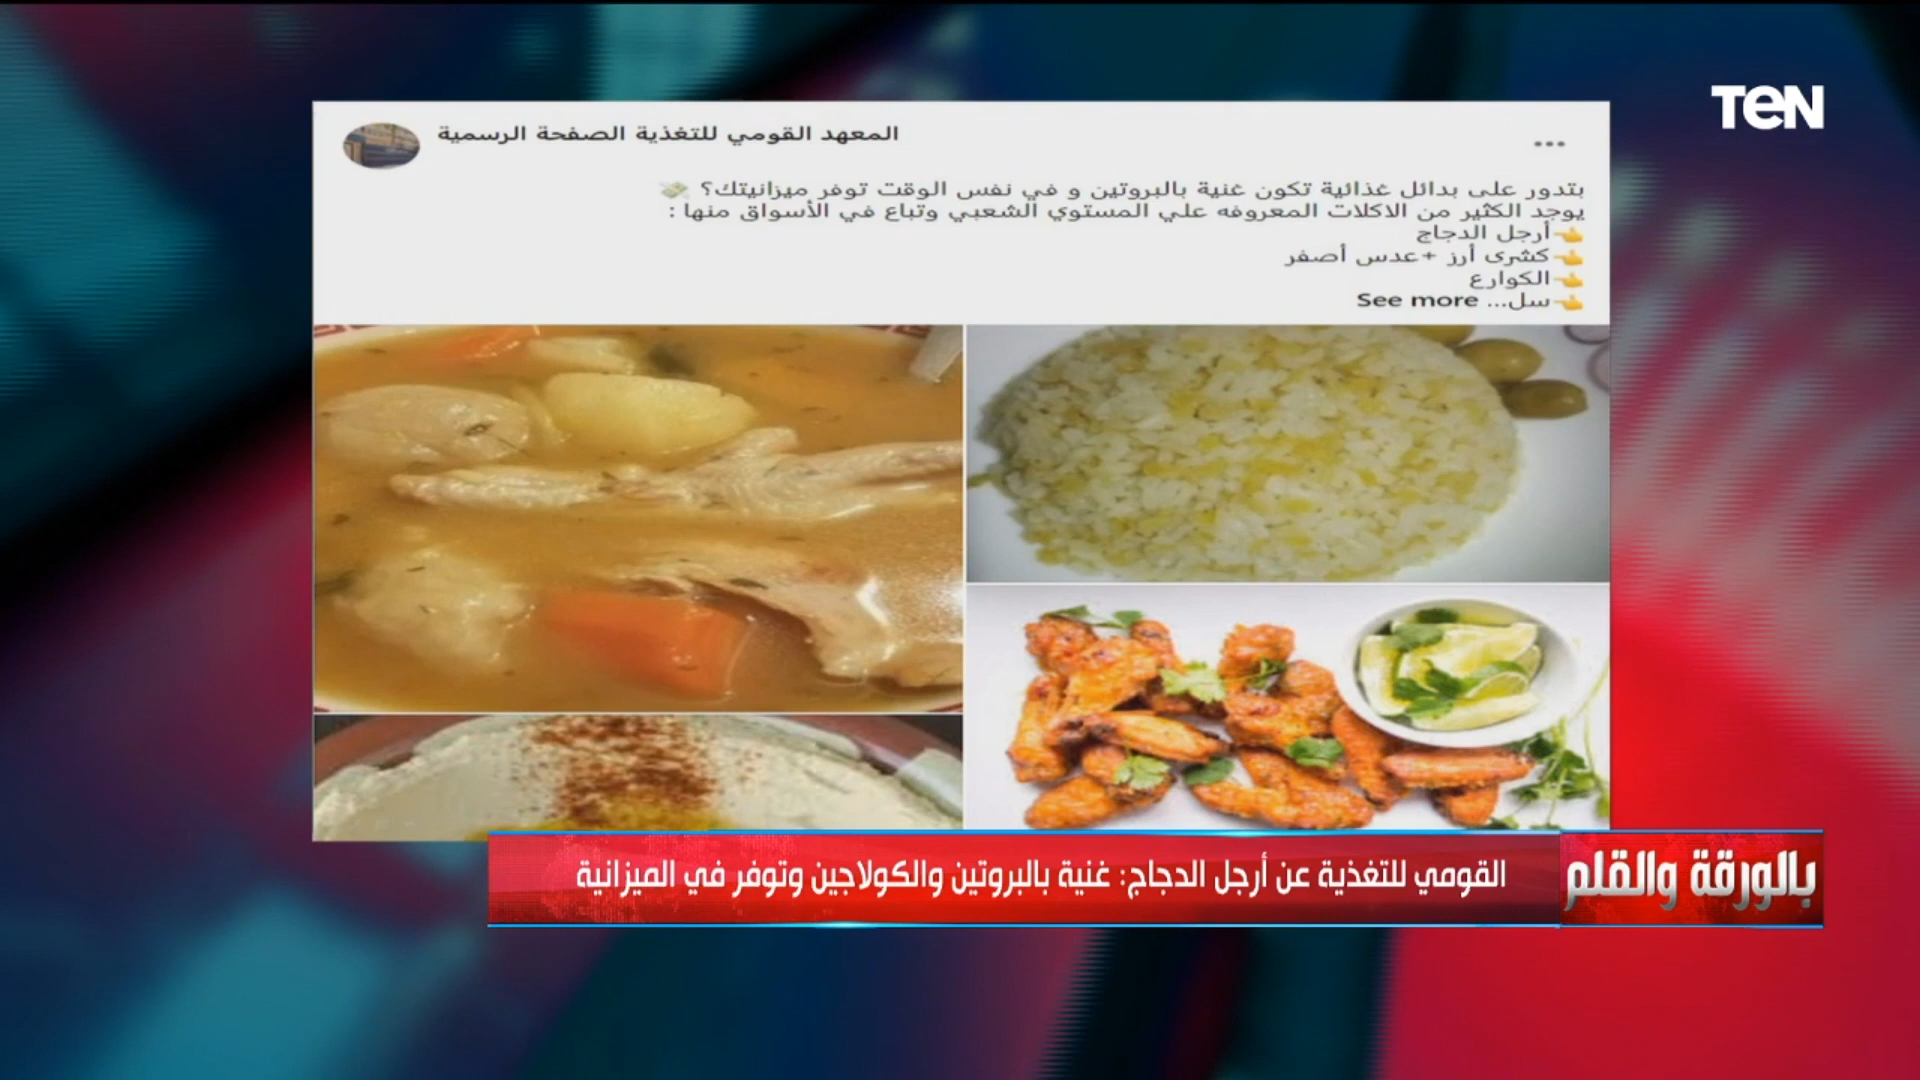 TEN
المعهد القومي للتغذية الصفحة الرسمية
بتدور على بدائل غذائية تكون غنية بالبروتين و في نفس الوقت توفر ميزانيتك؟
يوجد الكثير من الاكلات المعروفه علي المستوي الشعبي وتباع في الأسواق منها :
أرجل الدجاج
كشرى أرز +عدس أصفر
الكوارع
سل... See more
بالورقة والقلم
القومي للتغذية عن أرجل الدجاج: غنية بالبروتين والكولاجين وتوفر في الميزانية